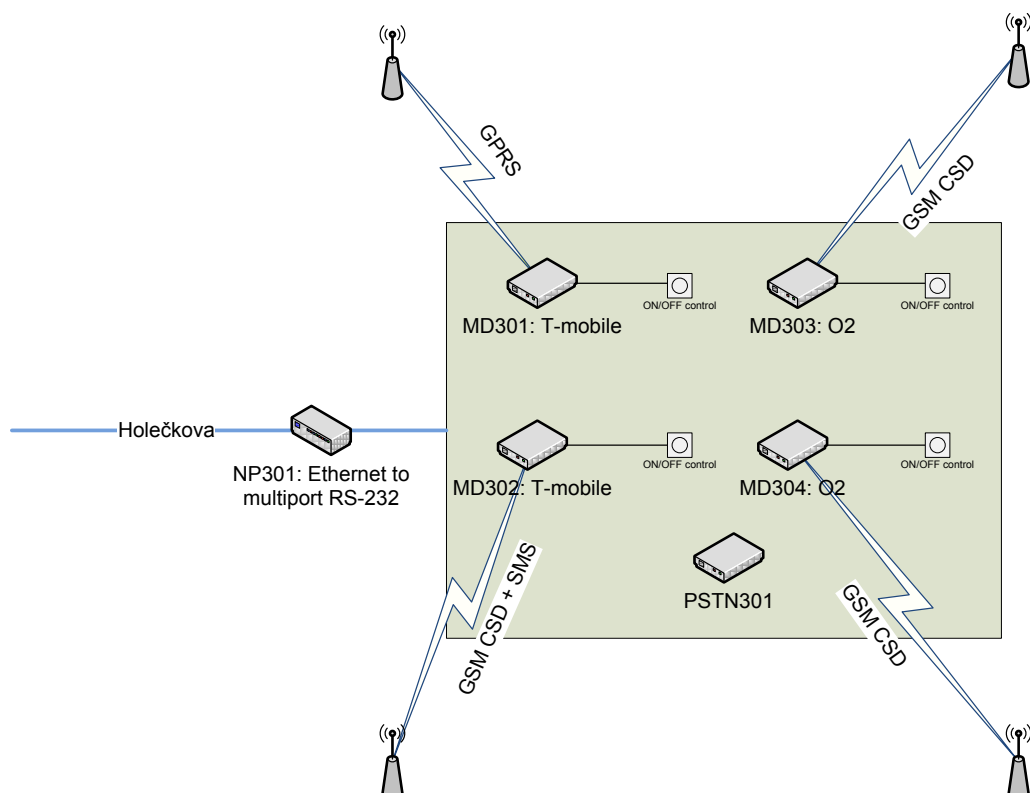 GPRS
GSM CSD
ON/OFF control
ON/OFF control
MD301: T-mobile
MD303: O2
Holečkova
NP301: Ethernet to
multiport RS-232
ON/OFF control
ON/OFF control
MD302: T-mobile
MD304: O2
PSTN301
GSM CSD + SMS
GSM CSD